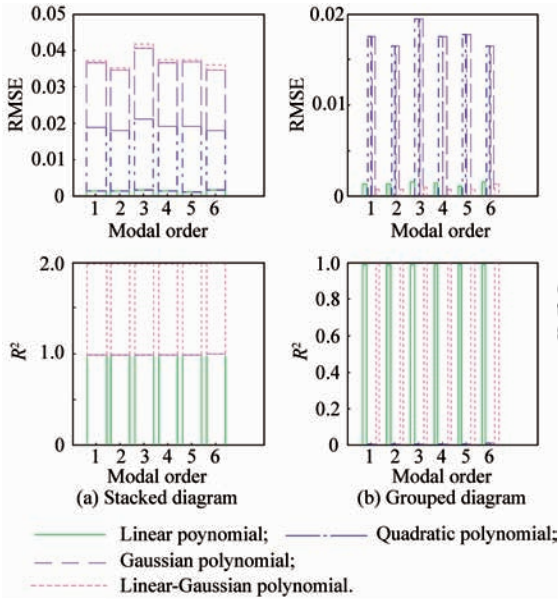 0.05
0.04
0.03
0.02
0.01
0
RMSE
1 2 3 4 5 6
Modal order
0.02
0.01
0
RMSE
1 2 3 4 5 6
Modal order
2.0
1.0
0
R²
1 2 3 4 5 6
Modal order
(a) Stacked diagram
1.0
0.8
0.6
0.4
0.2
0
R²
1 2 3 4 5 6
Modal order
(b) Grouped diagram
Linear poynomial; Quadratic polynomial;
Gaussian polynomial;
Linear-Gaussian polynomial.